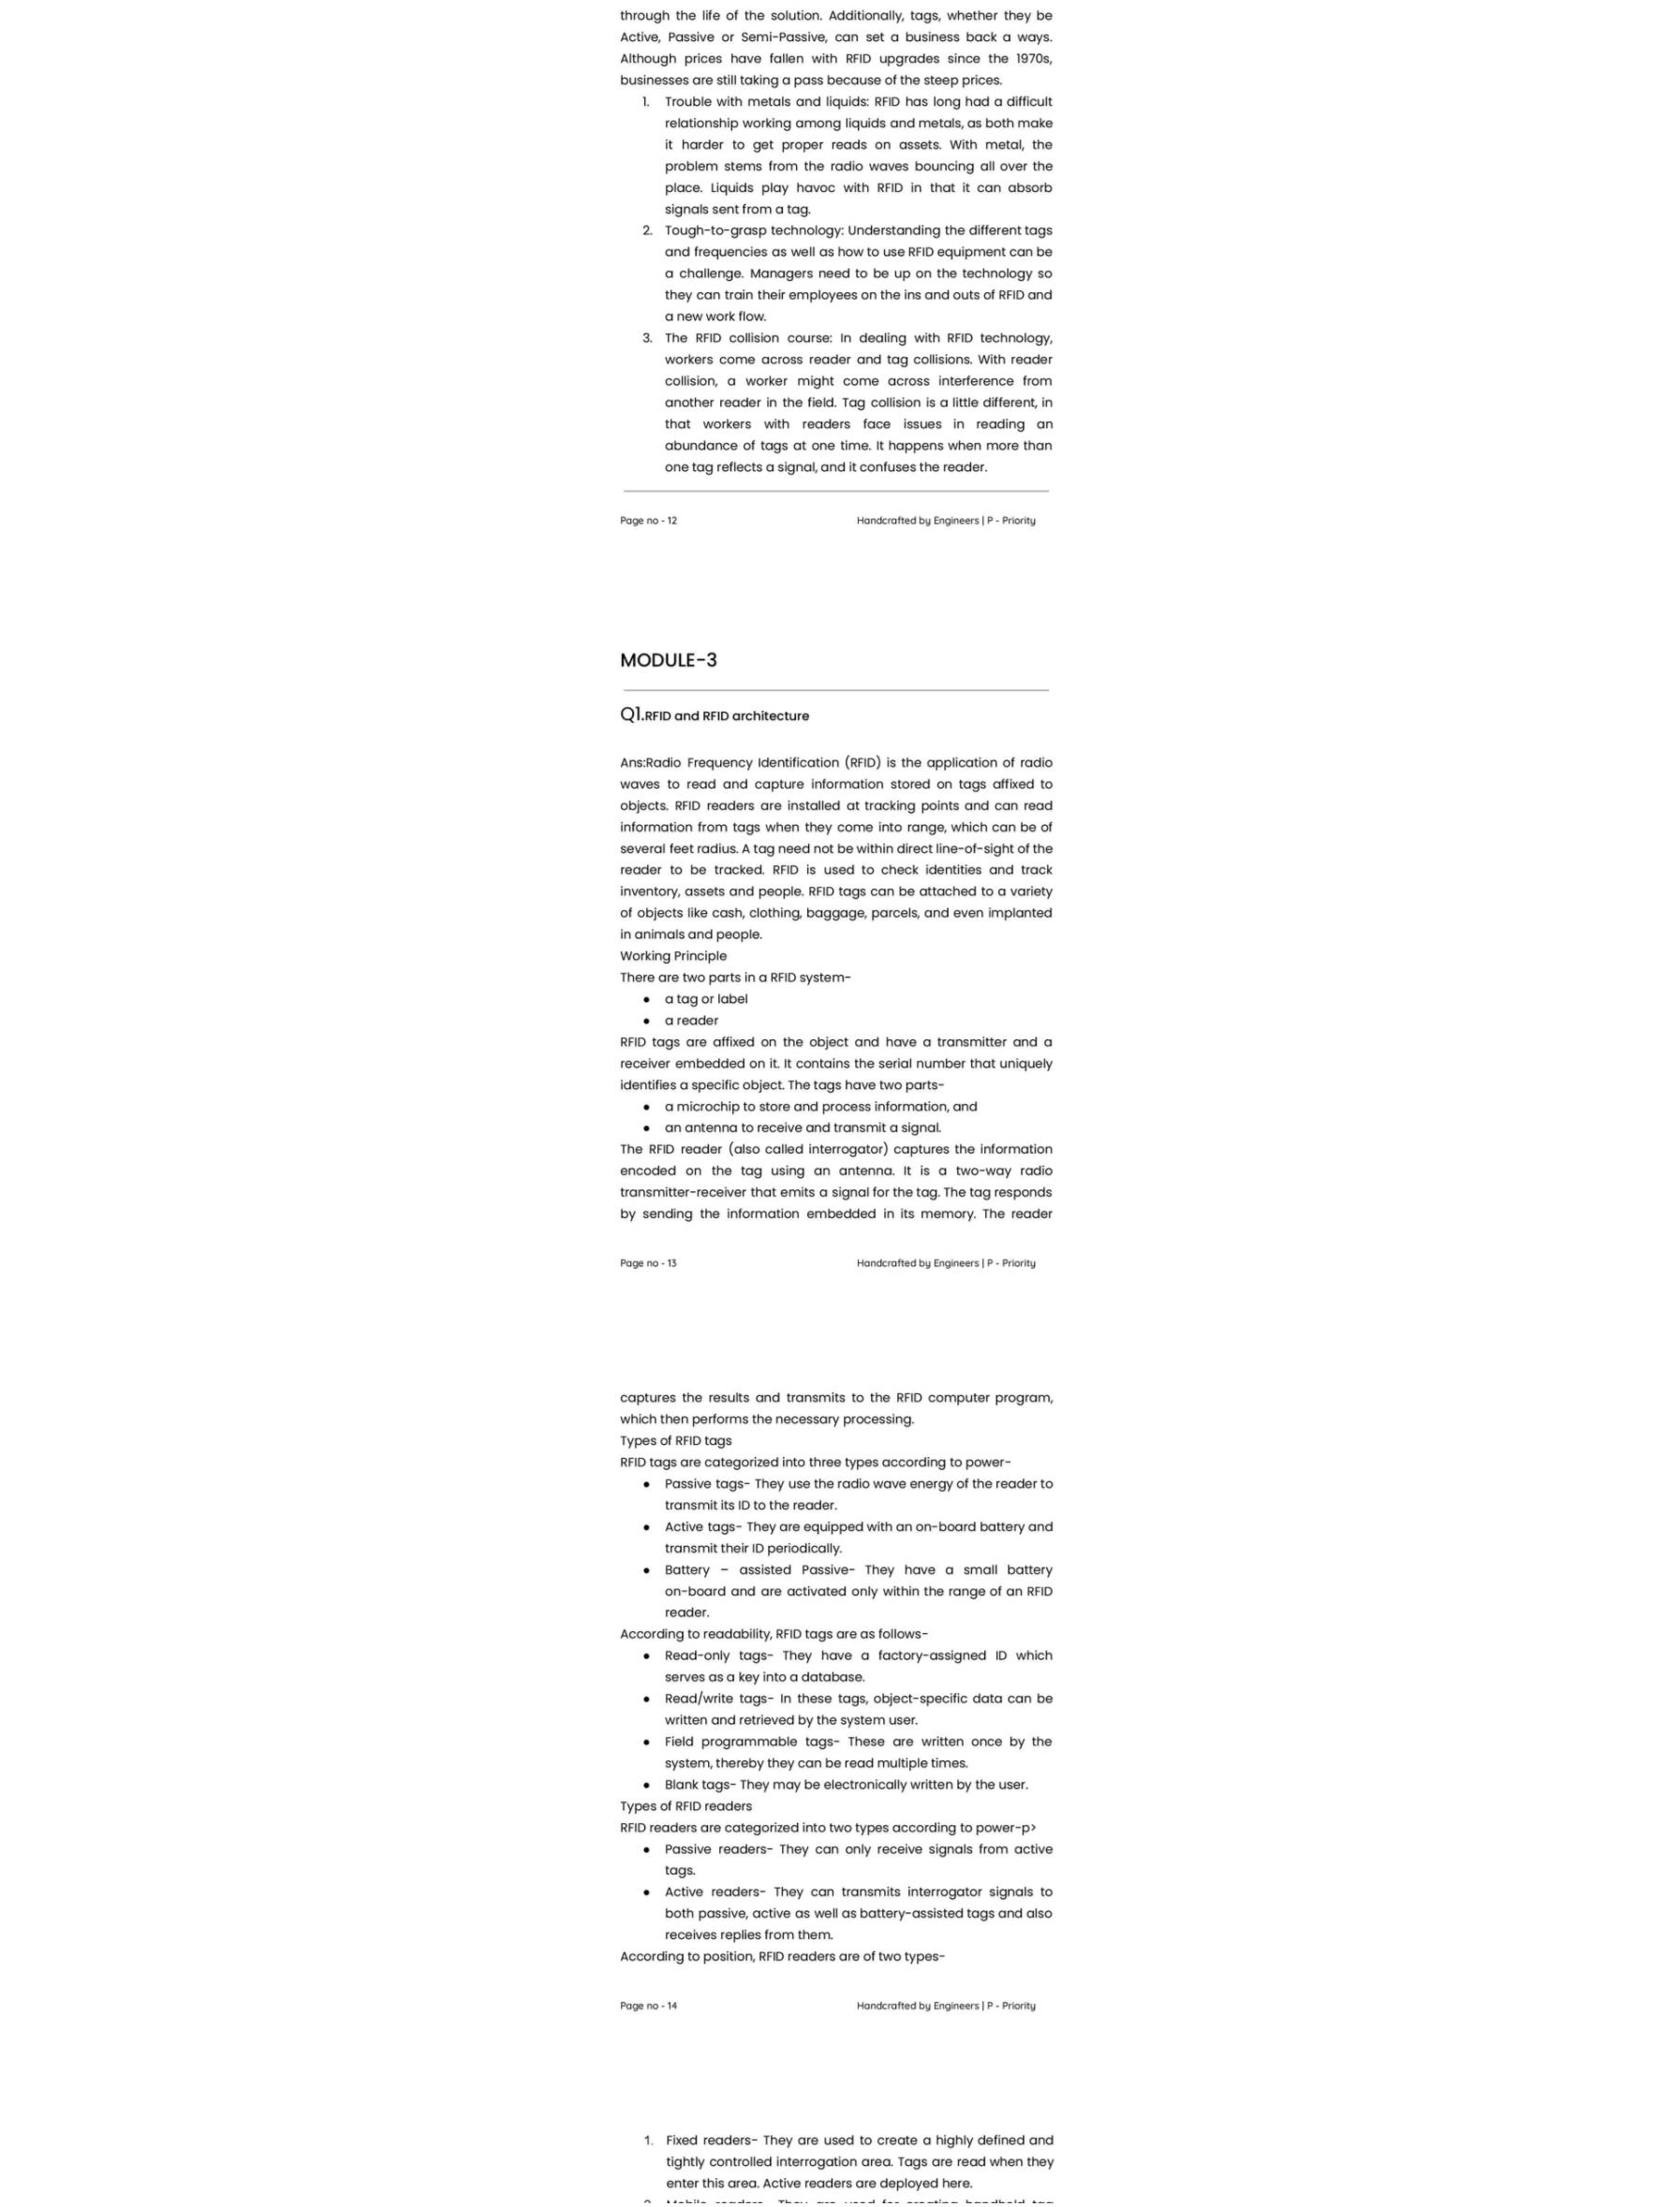 through the life of the solution. Additionally, tags, whether they be
Active, Passive or Semi-Passive, can set a business back a ways.
Although prices have fallen with RFID upgrades since the 1970s,
businesses are still taking a pass because of the steep prices.
1. Trouble with metals and liquids: RFID has long had a difficult
relationship working among liquids and metals, as both make
it harder to get proper reads on assets. With metal, the
problem stems from the radio waves bouncing all over the
place. Liquids play havoc with RFID in that it can absorb
signals sent from a tag.
2. Tough-to-grasp technology: Understanding the different tags
and frequencies as well as how to use RFID equipment can be
a challenge. Managers need to be up on the technology so
they can train their employees on the ins and outs of RFID and
a new work flow.
3. The RFID collision course: In dealing with RFID technology,
workers come across reader and tag collisions. With reader
collision, a worker might come across interference from
another reader in the field. Tag collision is a little different, in
that workers with readers face issues in reading an
abundance of tags at one time. It happens when more than
one tag reflects a signal, and it confuses the reader.
Page no - 12 Handcrafted by Engineers | P - Priority
MODULE-3
Q1.RFID and RFID architecture
Ans:Radio Frequency Identification (RFID) is the application of radio
waves to read and capture information stored on tags affixed to
objects. RFID readers are installed at tracking points and can read
information from tags when they come into range, which can be of
several feet radius. A tag need not be within direct line-of-sight of the
reader to be tracked. RFID is used to check identities and track
inventory, assets and people. RFID tags can be attached to a variety
of objects like cash, clothing, baggage, parcels, and even implanted
in animals and people.
Working Principle
There are two parts in a RFID system-
● a tag or label
● a reader
RFID tags are affixed on the object and have a transmitter and a
receiver embedded on it. It contains the serial number that uniquely
identifies a specific object. The tags have two parts-
● a microchip to store and process information, and
● an antenna to receive and transmit a signal.
The RFID reader (also called interrogator) captures the information
encoded on the tag using an antenna. It is a two-way radio
transmitter-receiver that emits a signal for the tag. The tag responds
by sending the information embedded in its memory. The reader
Page no - 13 Handcrafted by Engineers | P - Priority
captures the results and transmits to the RFID computer program,
which then performs the necessary processing.
Types of RFID tags
RFID tags are categorized into three types according to power-
● Passive tags- They use the radio wave energy of the reader to
transmit its ID to the reader.
● Active tags- They are equipped with an on-board battery and
transmit their ID periodically.
● Battery – assisted Passive- They have a small battery
on-board and are activated only within the range of an RFID
reader.
According to readability, RFID tags are as follows-
● Read-only tags- They have a factory-assigned ID which
serves as a key into a database.
● Read/write tags- In these tags, object-specific data can be
written and retrieved by the system user.
● Field programmable tags- These are written once by the
system, thereby they can be read multiple times.
● Blank tags- They may be electronically written by the user.
Types of RFID readers
RFID readers are categorized into two types according to power-p>
● Passive readers- They can only receive signals from active
tags.
● Active readers- They can transmits interrogator signals to
both passive, active as well as battery-assisted tags and also
receives replies from them.
According to position, RFID readers are of two types-
Page no - 14 Handcrafted by Engineers | P - Priority
1. Fixed readers- They are used to create a highly defined and
tightly controlled interrogation area. Tags are read when they
enter this area. Active readers are deployed here.
2. Mobile readers- They are used for creating handheld tag